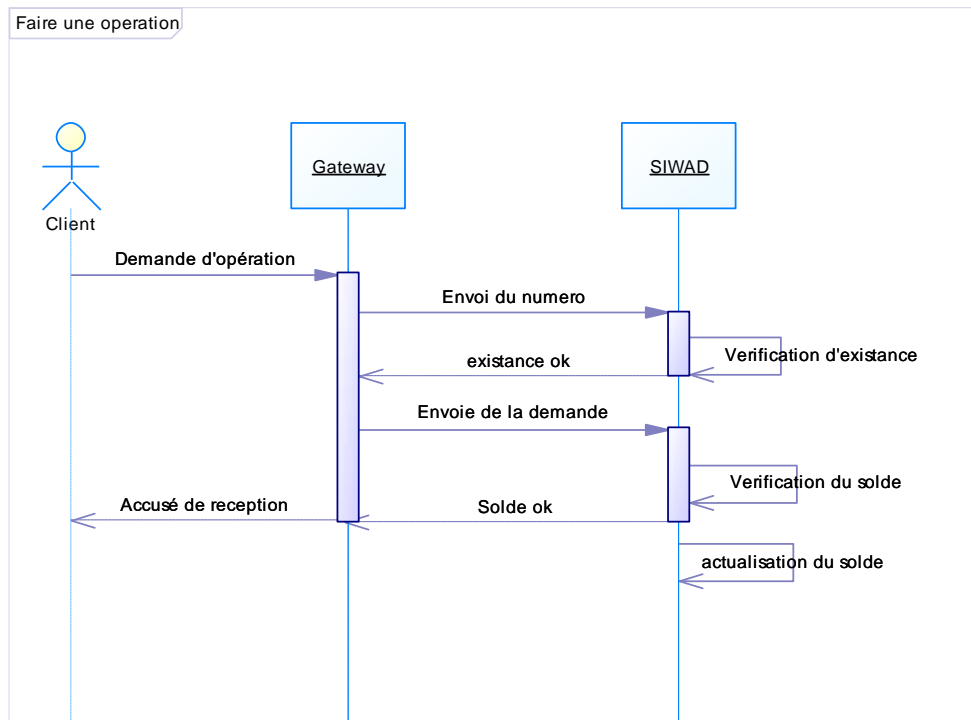 Faire une operation
Gateway
SIWAD
Client
Demande d'opération
Envoi du numero
Verification d'existance
existance ok
Envoie de la demande
Verification du solde
Accusé de reception
Solde ok
actualisation du solde